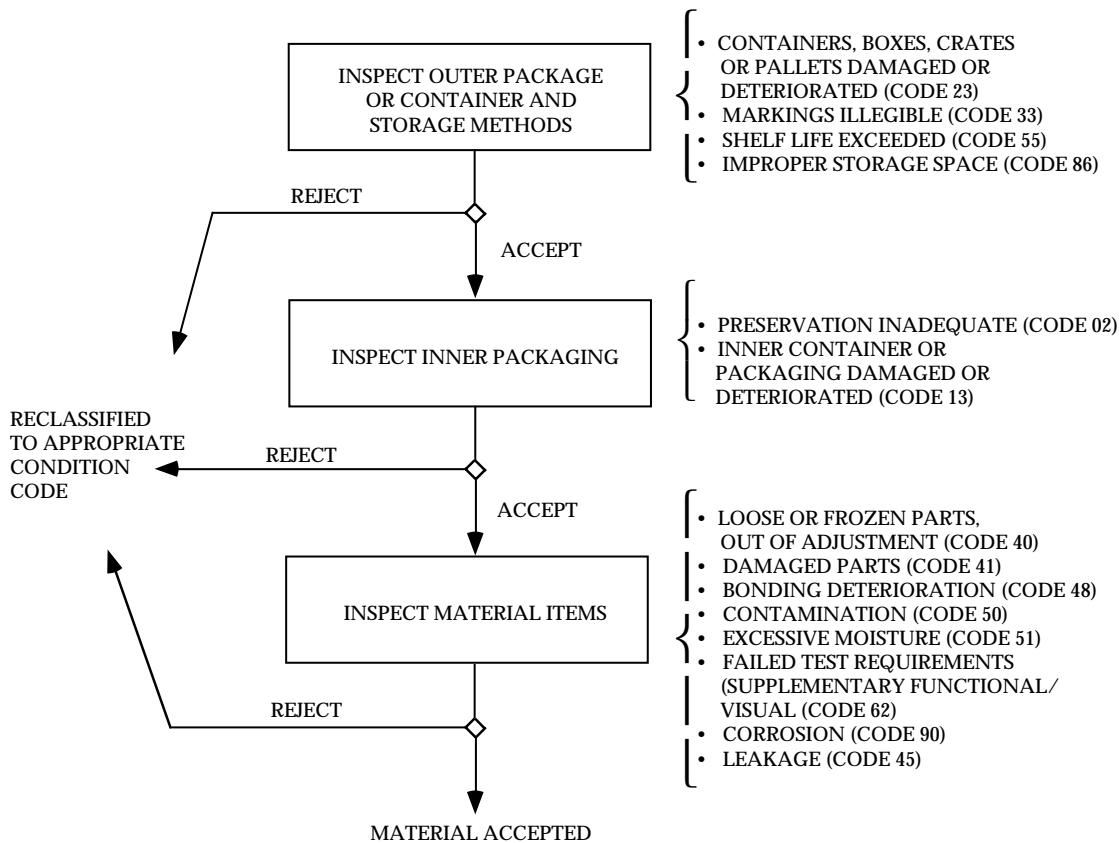 INSPECT OUTER PACKAGE
OR CONTAINER AND
STORAGE METHODS
• CONTAINERS, BOXES, CRATES
OR PALLETS DAMAGED OR
DETERIORATED (CODE 23)
• MARKINGS ILLEGIBLE (CODE 33)
• SHELF LIFE EXCEEDED (CODE 55)
• IMPROPER STORAGE SPACE (CODE 86)
REJECT
ACCEPT
INSPECT INNER PACKAGING
• PRESERVATION INADEQUATE (CODE 02)
• INNER CONTAINER OR
PACKAGING DAMAGED OR
DETERIORATED (CODE 13)
RECLASSIFIED
TO APPROPRIATE
CONDITION
CODE
REJECT
ACCEPT
INSPECT MATERIAL ITEMS
• LOOSE OR FROZEN PARTS,
OUT OF ADJUSTMENT (CODE 40)
• DAMAGED PARTS (CODE 41)
• BONDING DETERIORATION (CODE 48)
• CONTAMINATION (CODE 50)
• EXCESSIVE MOISTURE (CODE 51)
• FAILED TEST REQUIREMENTS
(SUPPLEMENTARY FUNCTIONAL/
VISUAL (CODE 62)
• CORROSION (CODE 90)
• LEAKAGE (CODE 45)
REJECT
MATERIAL ACCEPTED